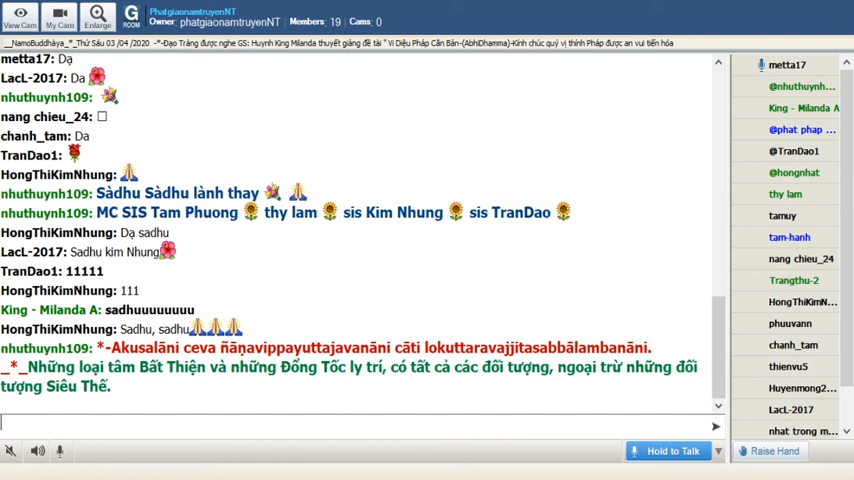 PhatgiaonamtruyenNT
Owner: phatgiaonamtruyenNT Members: 19 Cams: 0
View Cam
My Cam
Enlarge
G
ROOM
__NamoBuddhàya_*_Thứ Sáu 03 /04 /2020 -*-Đạo Tràng được nghe GS: Huynh King Milanda thuyết giảng đề tài " Vi Diệu Pháp Căn Bản-(AbhiDhamma)-Kính chúc quý vị thính Pháp được an vui tiến hóa
metta17: Dạ
LacL-2017: Da
nhuthuynh109:
nang chieu_24: □
chanh_tam: Da
TranDao1:
HongThiKimNhung:
nhuthuynh109: Sàdhu Sàdhu lành thay
nhuthuynh109: MC SIS Tam Phuong thy lam sis Kim Nhung sis TranDao
HongThiKimNhung: Dạ sadhu
LacL-2017: Sadhu kim Nhung
TranDao1: 11111
HongThiKimNhung: 111
King - Milanda A: sadhuuuuuuuu
HongThiKimNhung: Sadhu, sadhu
nhuthuynh109: *-Akusalāni ceva ñāṇavippayuttajavanāni cāti lokuttaravajjitasabbālambanāni.
_*_Những loại tâm Bất Thiện và những Đổng Tốc ly trí, có tất cả các đối tượng, ngoại trừ những đối
tượng Siêu Thế.
metta17
@nhuthuynh...
King - Milanda A
@phat phap ...
@TranDao1
@hongnhat
thy lam
tamuy
tam-hanh
nang chieu_24
Trangthu-2
HongThiKimN...
phuuvann
chanh_tam
thienvu5
Huyenmong2...
LacL-2017
nhat trong m...
Hold to Talk
Raise Hand